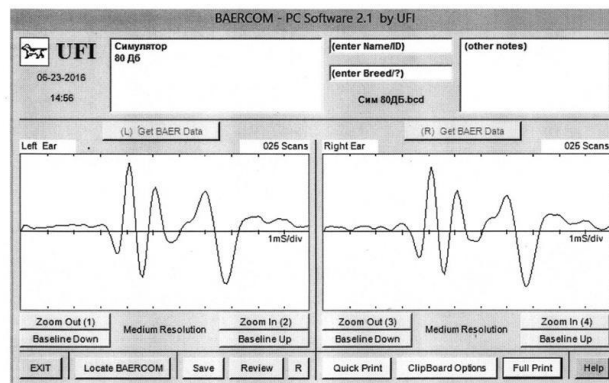 BAERCOM - PC Software 2.1 by UFI
UFI
06-23-2016
14:56
Симулятор
80 Дб
(enter Name/ID)
(enter Breed/?)
Сим 80ДБ.bcd
(other notes)
(L) Get BAER Data
(R) Get BAER Data
Left Ear
025 Scans
Right Ear
025 Scans
1mS/div
1mS/div
Zoom Out (1)
Baseline Down
Medium Resolution
Zoom In (2)
Baseline Up
Zoom Out (3)
Baseline Down
Medium Resolution
Zoom In (4)
Baseline Up
EXIT
Locate BAERCOM
Save
Review
R
Quick Print
ClipBoard Options
Full Print
Help